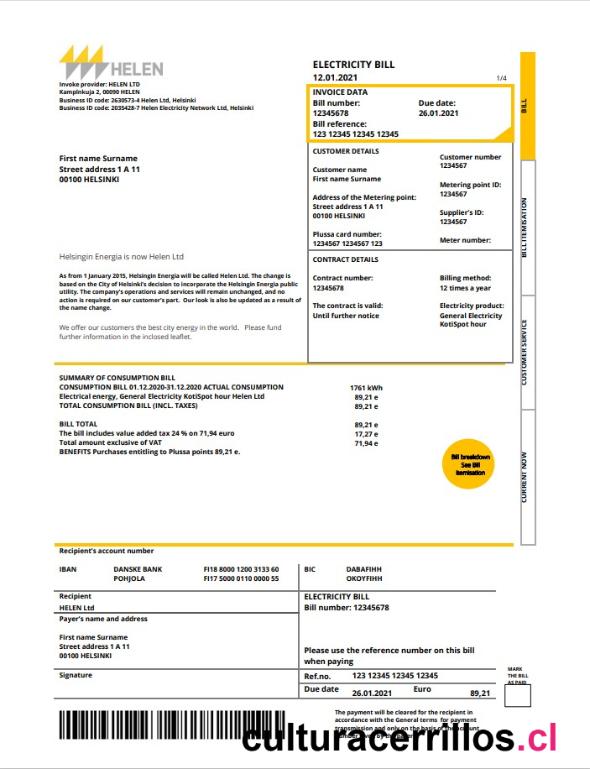 HELEN
Invoke provider: HELEN LTD
Kamplnkuja 2, 00090 HELEN
Business ID code: 2630573-4 Helen Ltd, Helsinki
Business ID code: 2035428-7 Helen Electricity Network Ltd, Helsinki
First name Surname
Street address 1 A 11
00100 HELSINKI
ELECTRICITY BILL
12.01.2021
1/4
INVOICE DATA
Bill number:
12345678
Due date:
26.01.2021
Bill reference:
123 12345 12345 12345
CUSTOMER DETAILS
Customer name
First name Surname
Address of the Metering point:
Street address 1 A 11
00100 HELSINKI
Plussa card number:
1234567 1234567 123
Customer number
1234567
Metering point ID:
1234567
Supplier's ID:
1234567
Meter number:
CONTRACT DETAILS
Contract number:
12345678
The contract is valid:
Until further notice
Billing method:
12 times a year
Electricity product:
General Electricity
KotiSpot hour
BILL
BILL ITEMISATION
CUSTOMER SERVICE
CURRENT NOW
Helsingin Energia is now Helen Ltd
As from 1 January 2015, Helsingin Energia will be called Helen Ltd. The change is
based on the City of Helsinki's decision to incorporate the Helsingin Energia public
utility. The company's operations and services will remain unchanged, and no
action is required on our customer's part. Our look is also be updated as a result of
the name change.
We offer our customers the best city energy in the world. Please fund
further information in the inclosed leaflet.
SUMMARY OF CONSUMPTION BILL
CONSUMPTION BILL 01.12.2020-31.12.2020 ACTUAL CONSUMPTION 1761 kWh
Electrical energy, General Electricity KotiSpot hour Helen Ltd 89,21 e
TOTAL CONSUMPTION BILL (INCL. TAXES) 89,21 e
BILL TOTAL 89,21 e
The bill includes value added tax 24 % on 71,94 euro 17,27 e
Total amount exclusive of VAT 71,94 e
BENEFITS Purchases entitling to Plussa points 89,21 e.
Bill breakdown
See Bill
itemisation
Recipient's account number
IBAN DANSKE BANK FI18 8000 1200 3133 60 BIC DABAFIHH
POHJOLA FI17 5000 0110 0000 55 OKOYFIHH
Recipient
HELEN Ltd
ELECTRICITY BILL
Bill number: 12345678
Payer's name and address
First name Surname
Street address 1 A 11
00100 HELSINKI
Please use the reference number on this bill
when paying
Signature
Ref.no. 123 12345 12345 12345
Due date 26.01.2021 Euro 89,21
MARK
THE BILL
AS PAID
The payment will be cleared for the recipient in
accordance with the General terms for payment
transmission and only on the basis of the account
culturacerrillos.cl